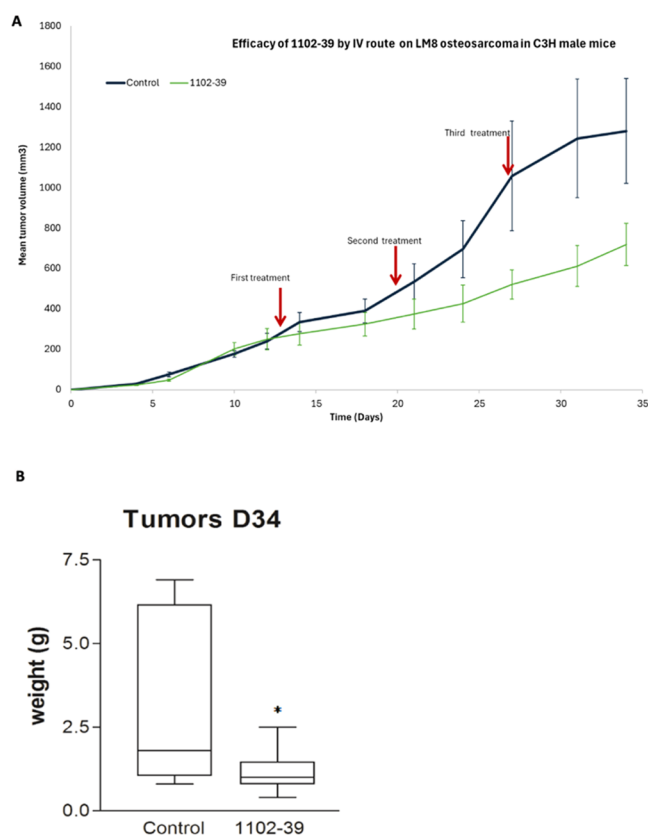 A
Efficacy of 1102-39 by IV route on LM8 osteosarcoma in C3H male mice
Control 1102-39
Mean tumor volume (mm3)
1800
1600
1400
1200
1000
800
600
400
200
0
Third treatment
Second treatment
First treatment
0 5 10 15 20 25 30 35
Time (Days)
B
Tumors D34
weight (g)
7.5
5.0
2.5
0.0
*
Control 1102-39